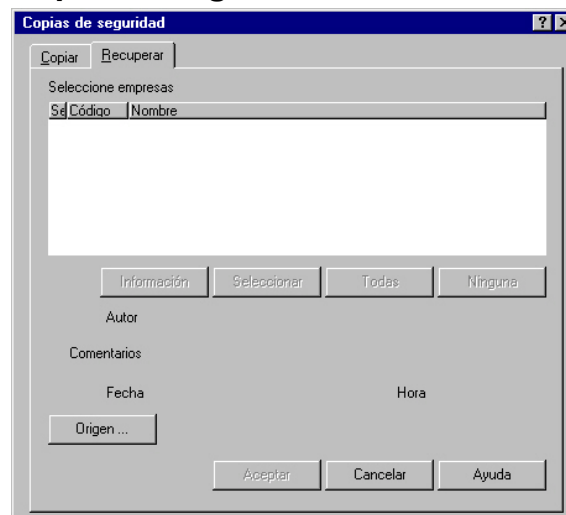 Copias de seguridad
Copiar Recuperar
Seleccione empresas
Se Código Nombre
Información Seleccionar Todas Ninguna
Autor
Comentarios
Fecha Hora
Origen ...
Aceptar Cancelar Ayuda